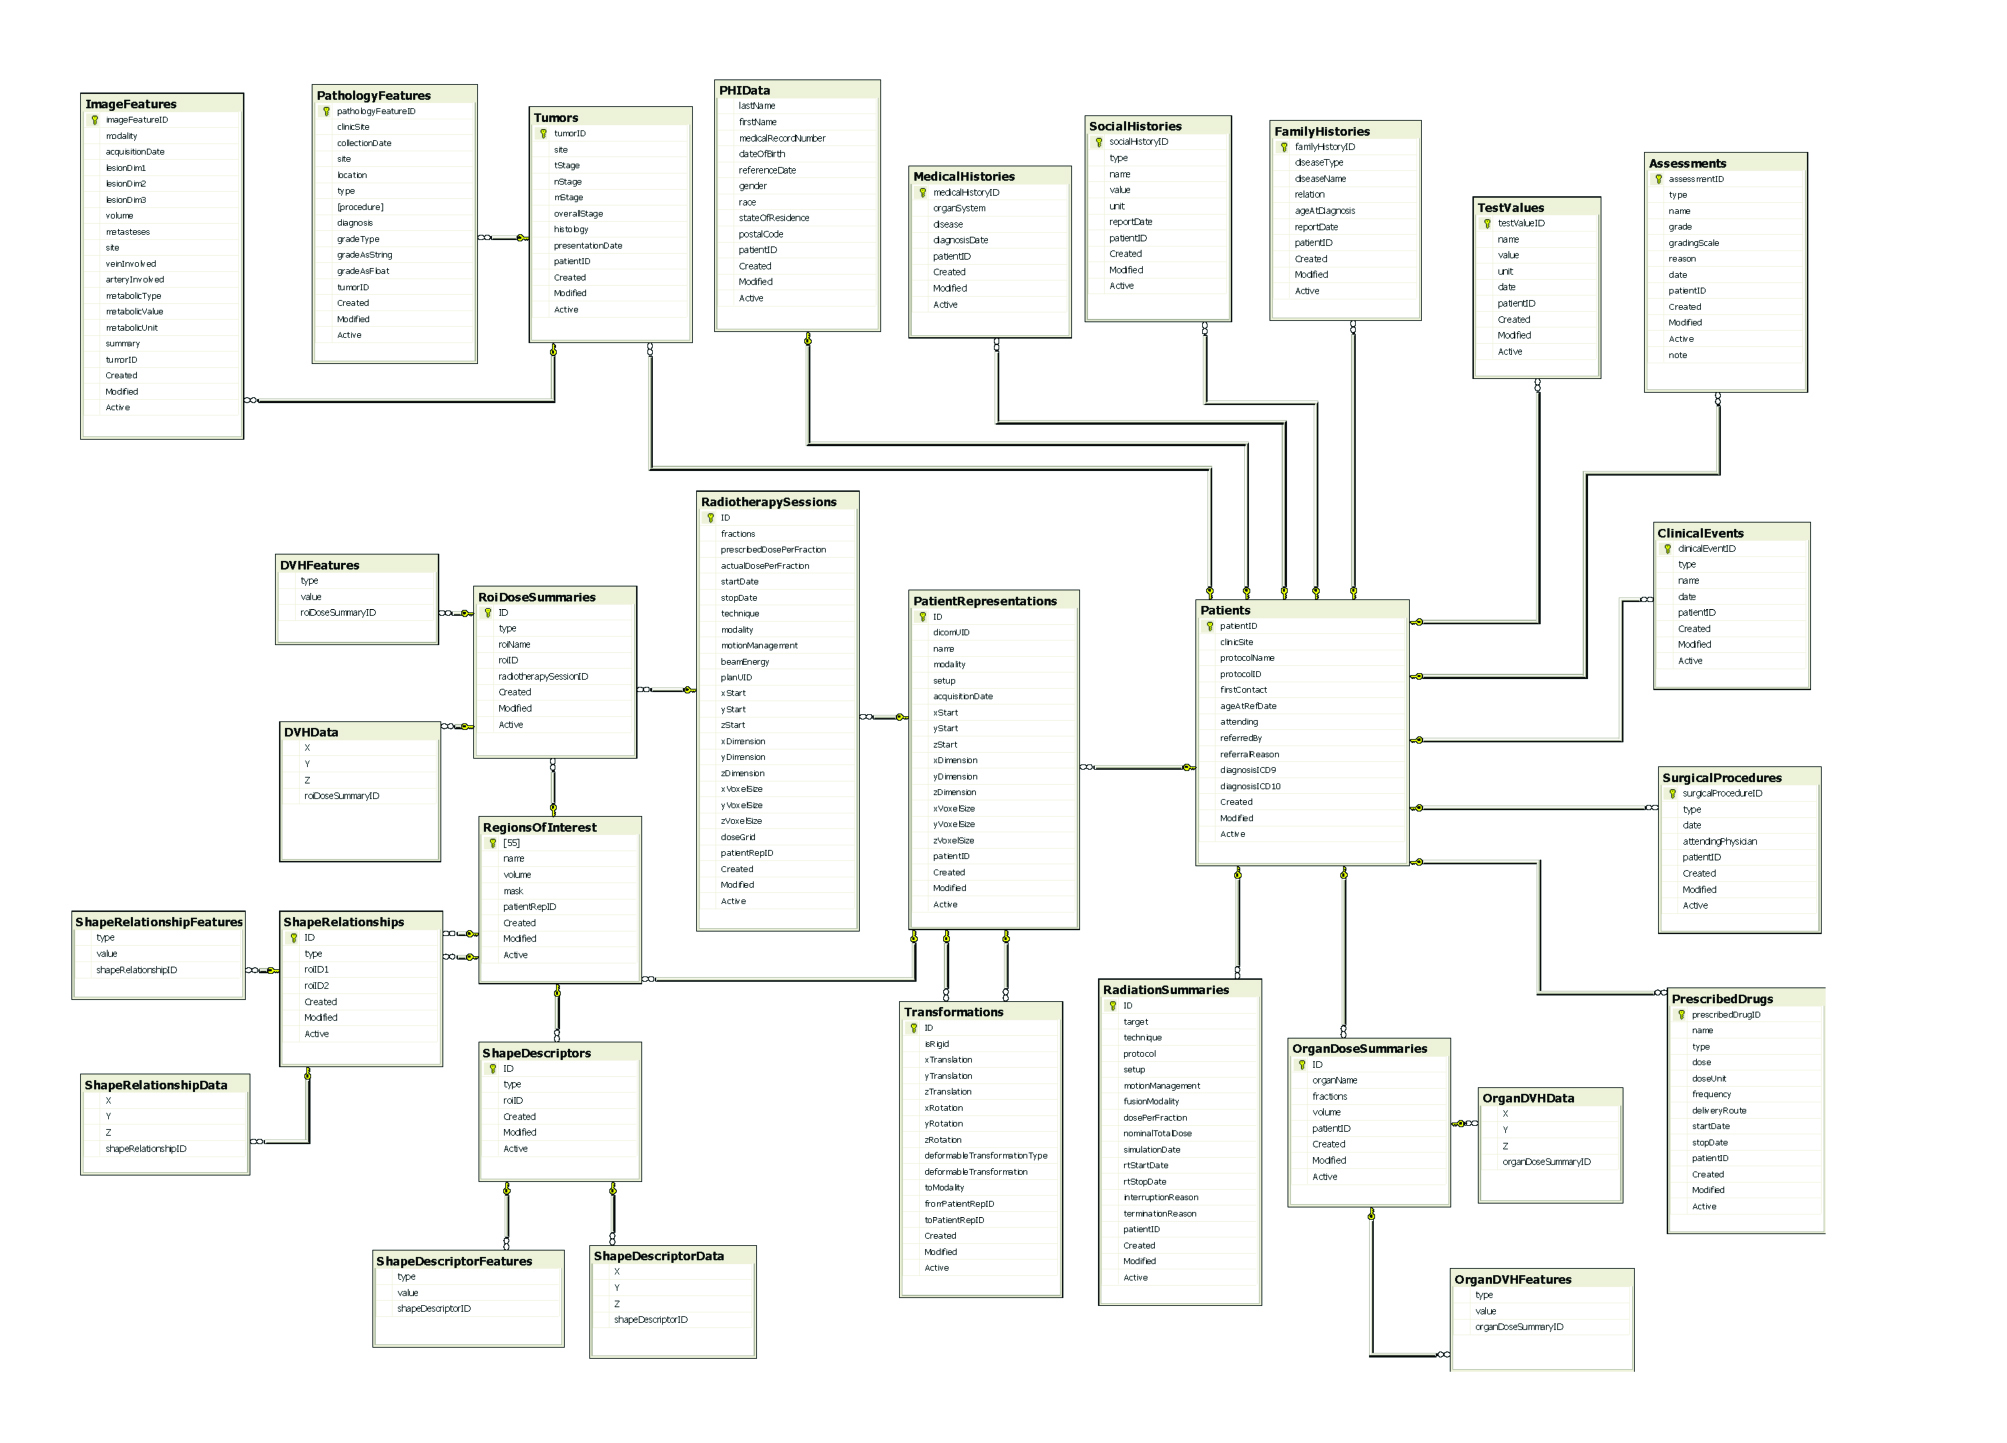 ImageFeatures
imageFeatureID
modality
acquisitionDate
lesionDim1
lesionDim2
lesionDim3
volume
metasteses
site
veinInvolved
arteryInvolved
metabolicType
metabolicValue
metabolicUnit
summary
tumorID
Created
Modified
Active
PathologyFeatures
pathologyFeatureID
clinicSite
collectionDate
site
location
type
[procedure]
diagnosis
gradeType
gradeAsString
gradeAsFloat
tumorID
Created
Modified
Active
Tumors
tumorID
site
tStage
nStage
mStage
overallStage
histology
presentationDate
patientID
Created
Modified
Active
PHIData
lastName
firstName
medicalRecordNumber
dateOfBirth
referenceDate
gender
race
stateOfResidence
postalCode
patientID
Created
Modified
Active
MedicalHistories
medicalHistoryID
organSystem
disease
diagnosisDate
patientID
Created
Modified
Active
SocialHistories
socialHistoryID
type
name
value
unit
reportDate
patientID
Created
Modified
Active
FamilyHistories
familyHistoryID
diseaseType
diseaseName
relation
ageAtDiagnosis
reportDate
patientID
Created
Modified
Active
TestValues
testValueID
name
value
unit
date
patientID
Created
Modified
Active
Assessments
assessmentID
type
name
grade
gradingScale
reason
date
patientID
Created
Modified
Active
note
DVHFeatures
type
value
roiDoseSummaryID
RoiDoseSummaries
ID
type
roiName
roiID
radiotherapySessionID
Created
Modified
Active
RadiotherapySessions
ID
fractions
prescribedDosePerFraction
actualDosePerFraction
startDate
stopDate
technique
modality
motionManagement
beamEnergy
planUID
xStart
yStart
zStart
xDimension
yDimension
zDimension
xVoxelSize
yVoxelSize
zVoxelSize
doseGrid
patientRepID
Created
Modified
Active
PatientRepresentations
ID
dicomUID
name
modality
setup
acquisitionDate
xStart
yStart
zStart
xDimension
yDimension
zDimension
xVoxelSize
yVoxelSize
zVoxelSize
patientID
Created
Modified
Active
Patients
patientID
clinicSite
protocolName
protocolID
firstContact
ageAtRefDate
attending
referredBy
referralReason
diagnosisICD9
diagnosisICD10
Created
Modified
Active
ClinicalEvents
clinicalEventID
type
name
date
patientID
Created
Modified
Active
DVHData
X
Y
Z
roiDoseSummaryID
SurgicalProcedures
surgicalProcedureID
type
date
attendingPhysician
patientID
Created
Modified
Active
RegionsOfInterest
[55]
name
volume
mask
patientRepID
Created
Modified
Active
ShapeRelationshipFeatures
type
value
shapeRelationshipID
ShapeRelationships
ID
type
roiID1
roiID2
Created
Modified
Active
ShapeRelationshipData
X
Y
Z
shapeRelationshipID
ShapeDescriptors
ID
type
roiID
Created
Modified
Active
ShapeDescriptorFeatures
type
value
shapeDescriptorID
ShapeDescriptorData
X
Y
Z
shapeDescriptorID
Transformations
ID
isRigid
xTranslation
yTranslation
zTranslation
xRotation
yRotation
zRotation
deformableTransformationType
deformableTransformation
toModality
fromPatientRepID
toPatientRepID
Created
Modified
Active
RadiationSummaries
ID
target
technique
protocol
setup
motionManagement
fusionModality
dosePerFraction
nominalTotalDose
simulationDate
rtStartDate
rtStopDate
interruptionReason
terminationReason
patientID
Created
Modified
Active
OrganDoseSummaries
ID
organName
fractions
volume
patientID
Created
Modified
Active
OrganDVHData
X
Y
Z
organDoseSummaryID
PrescribedDrugs
prescribedDrugID
name
type
dose
doseUnit
frequency
deliveryRoute
startDate
stopDate
patientID
Created
Modified
Active
OrganDVHFeatures
type
value
organDoseSummaryID